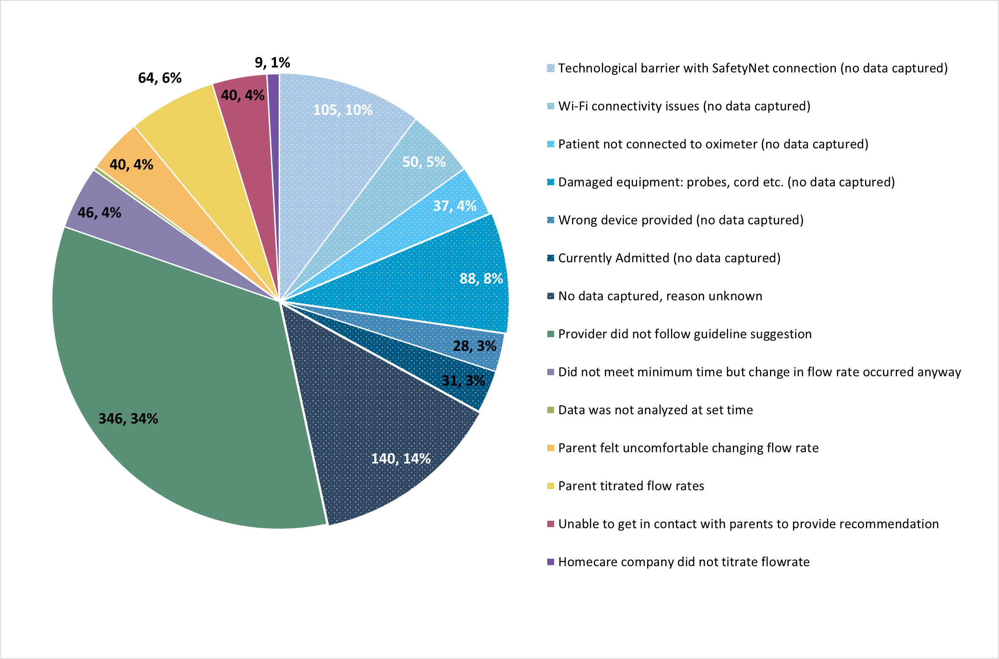 9, 1%
64, 6%
40, 4%
105, 10%
50, 5%
40, 4%
37, 4%
46, 4%
88, 8%
28, 3%
31, 3%
346, 34%
140, 14%
Technological barrier with SafetyNet connection (no data captured)
Wi-Fi connectivity issues (no data captured)
Patient not connected to oximeter (no data captured)
Damaged equipment: probes, cord etc. (no data captured)
Wrong device provided (no data captured)
Currently Admitted (no data captured)
No data captured, reason unknown
Provider did not follow guideline suggestion
Did not meet minimum time but change in flow rate occurred anyway
Data was not analyzed at set time
Parent felt uncomfortable changing flow rate
Parent titrated flow rates
Unable to get in contact with parents to provide recommendation
Homecare company did not titrate flowrate